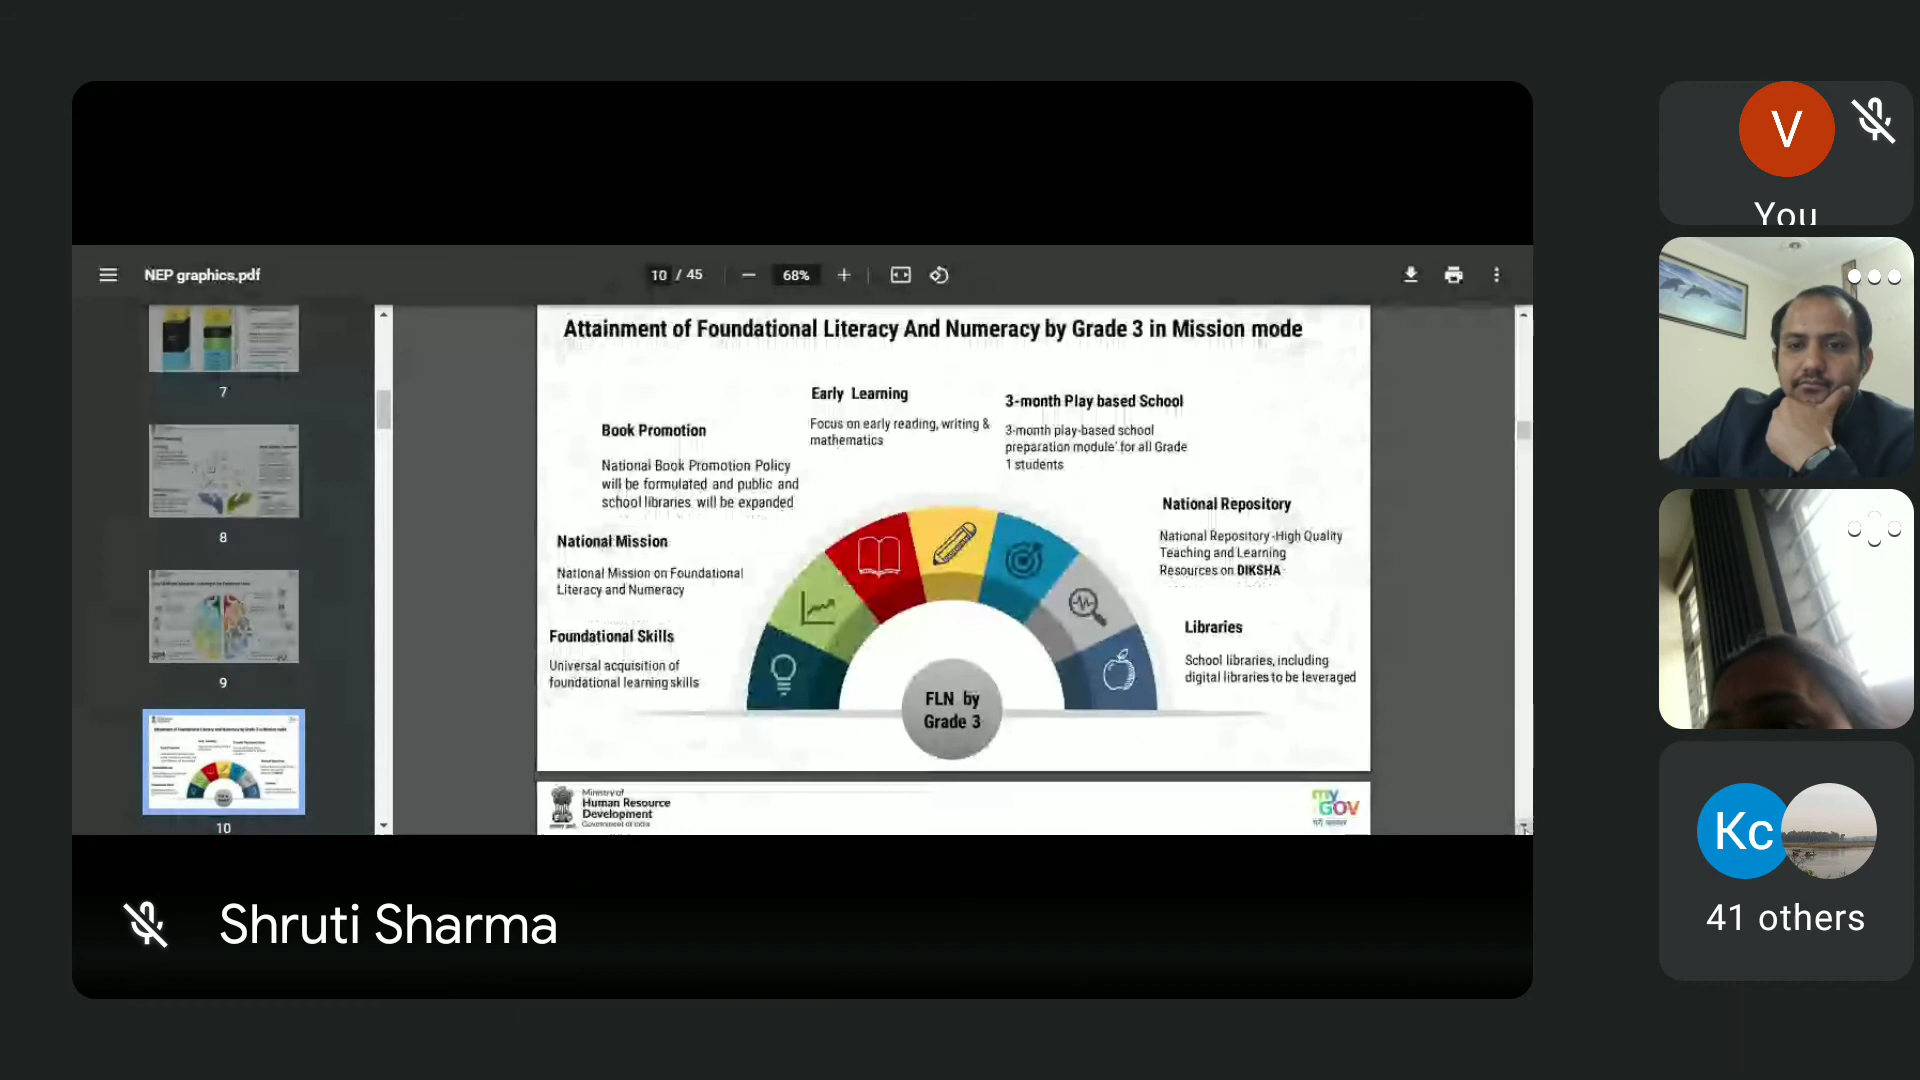 NEP graphics.pdf
10 / 45
68%
7
8
9
10
Attainment of Foundational Literacy And Numeracy by Grade 3 in Mission mode
Early Learning
Focus on early reading, writing &
mathematics
3-month Play based School
3-month play-based school
preparation module' for all Grade
1 students
Book Promotion
National Book Promotion Policy
will be formulated and public and
school libraries will be expanded
National Repository
National Repository -High Quality
Teaching and Learning
Resources on DIKSHA
National Mission
National Mission on Foundational
Literacy and Numeracy
Libraries
School libraries, including
digital libraries to be leveraged
Foundational Skills
Universal acquisition of
foundational learning skills
FLN by
Grade 3
Ministry of
Human Resource
Development
Government of India
my
GOV
Shruti Sharma
V
You
Kc
41 others